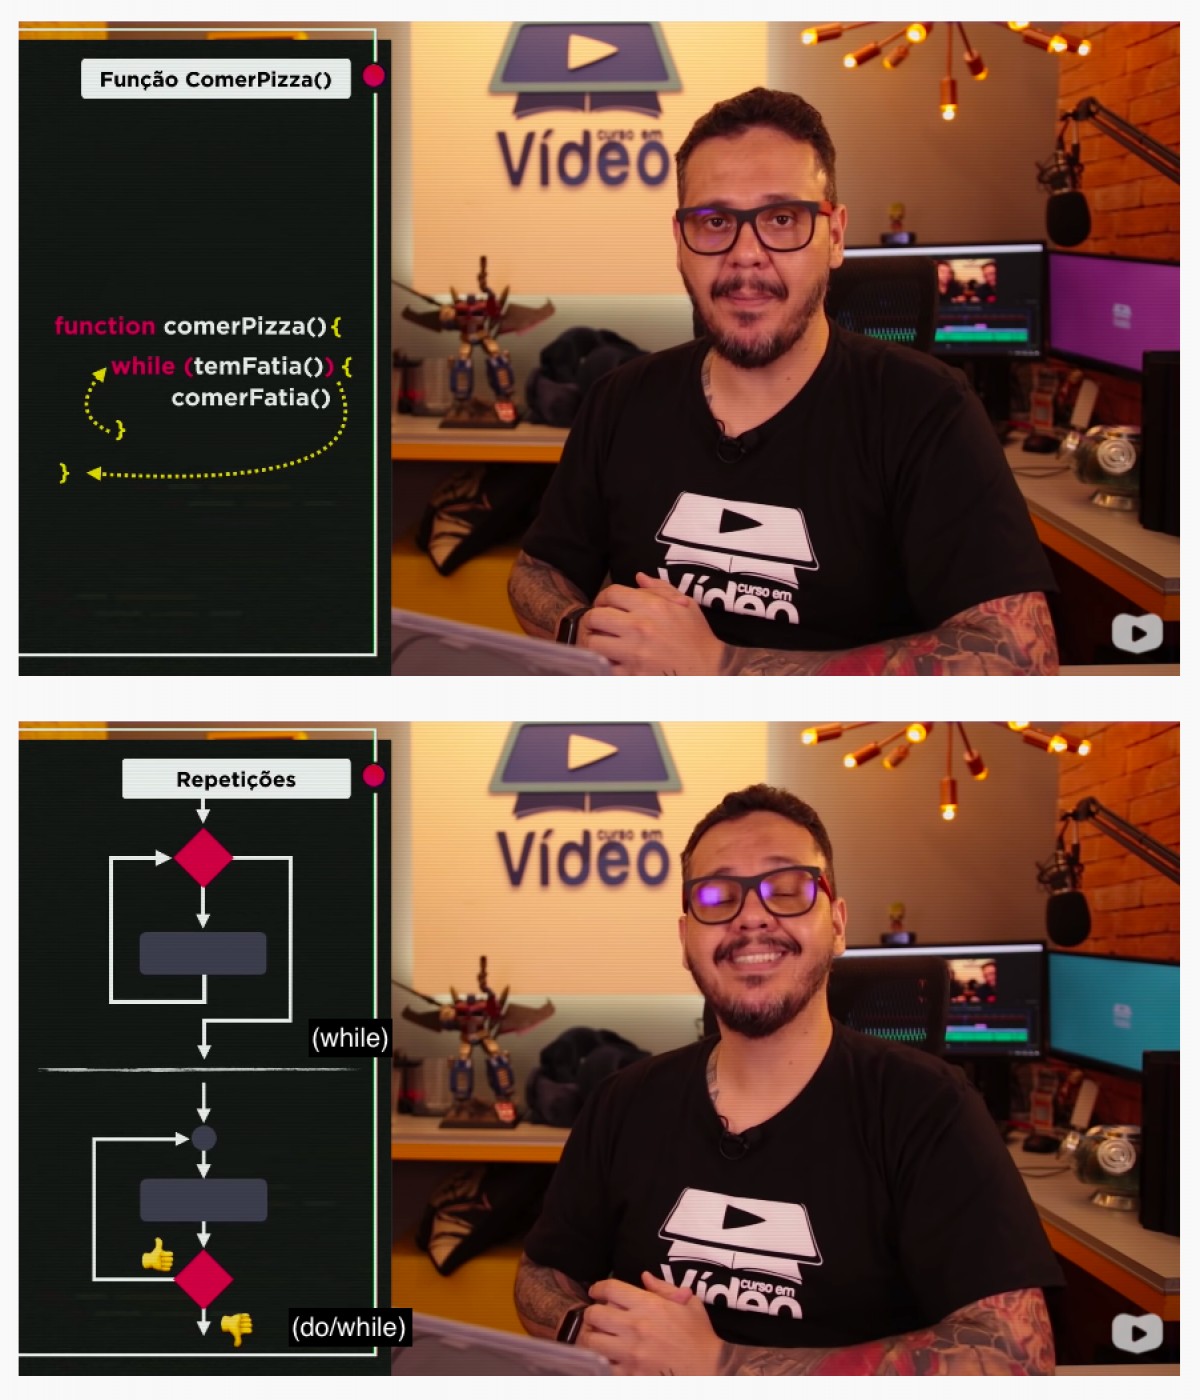 Função ComerPizza()
function comerPizza() {
while (temFatia()) {
comerFatia()
}
}
curso em
Vídeo
curso em
Vídeo
Repetições
(while)
(do/while)
curso em
Vídeo
curso em
Vídeo